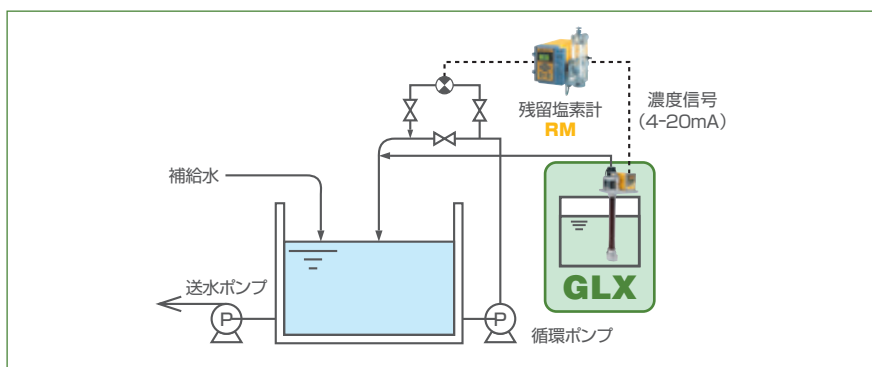 残留塩素計
RM
濃度信号
(4-20mA)
補給水
送水ポンプ
P
P
循環ポンプ
GLX